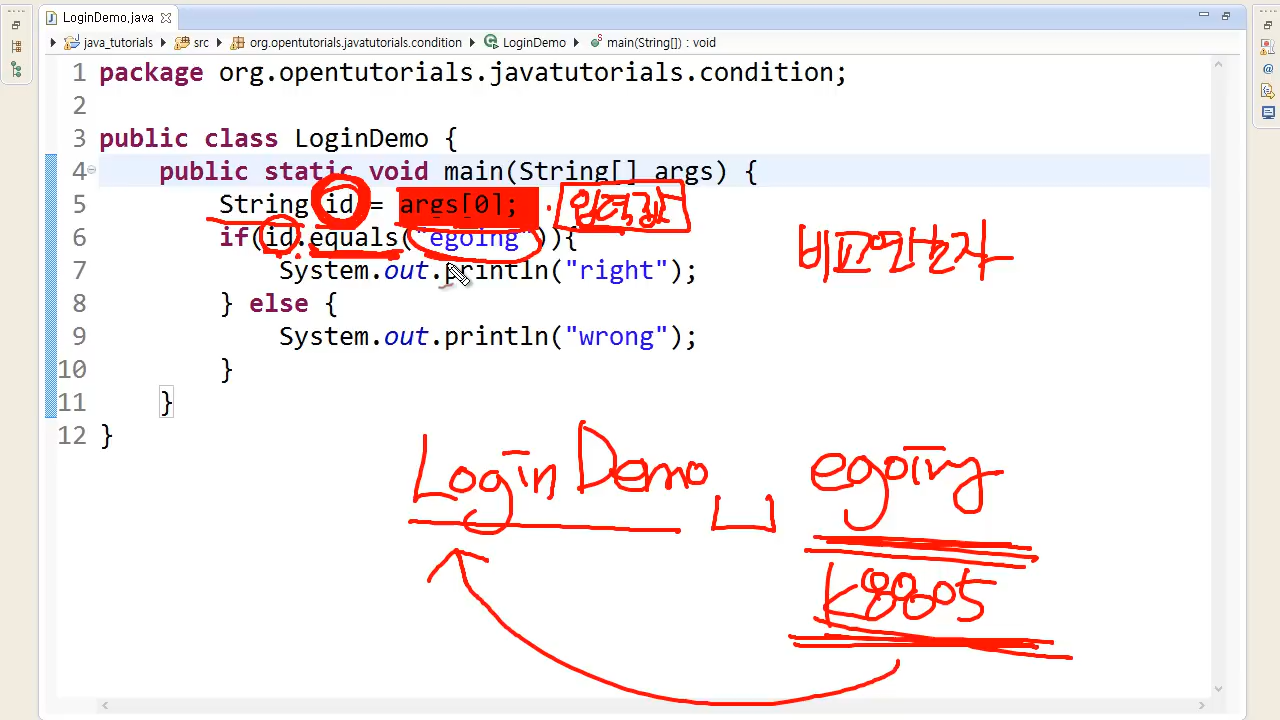 LoginDemo.java
java_tutorials src org.opentutorials.javatutorials.condition LoginDemo main(String[]) : void
1 package org.opentutorials.javatutorials.condition;
2
3 public class LoginDemo {
4 public static void main(String[] args) {
5 String id = args[0]; 입력값
6 if(id.equals("egoing")){
비교연산자
7 System.out.println("right");
8 } else {
9 System.out.println("wrong");
10 }
11 }
12 }
Login Demo egoing
k8805